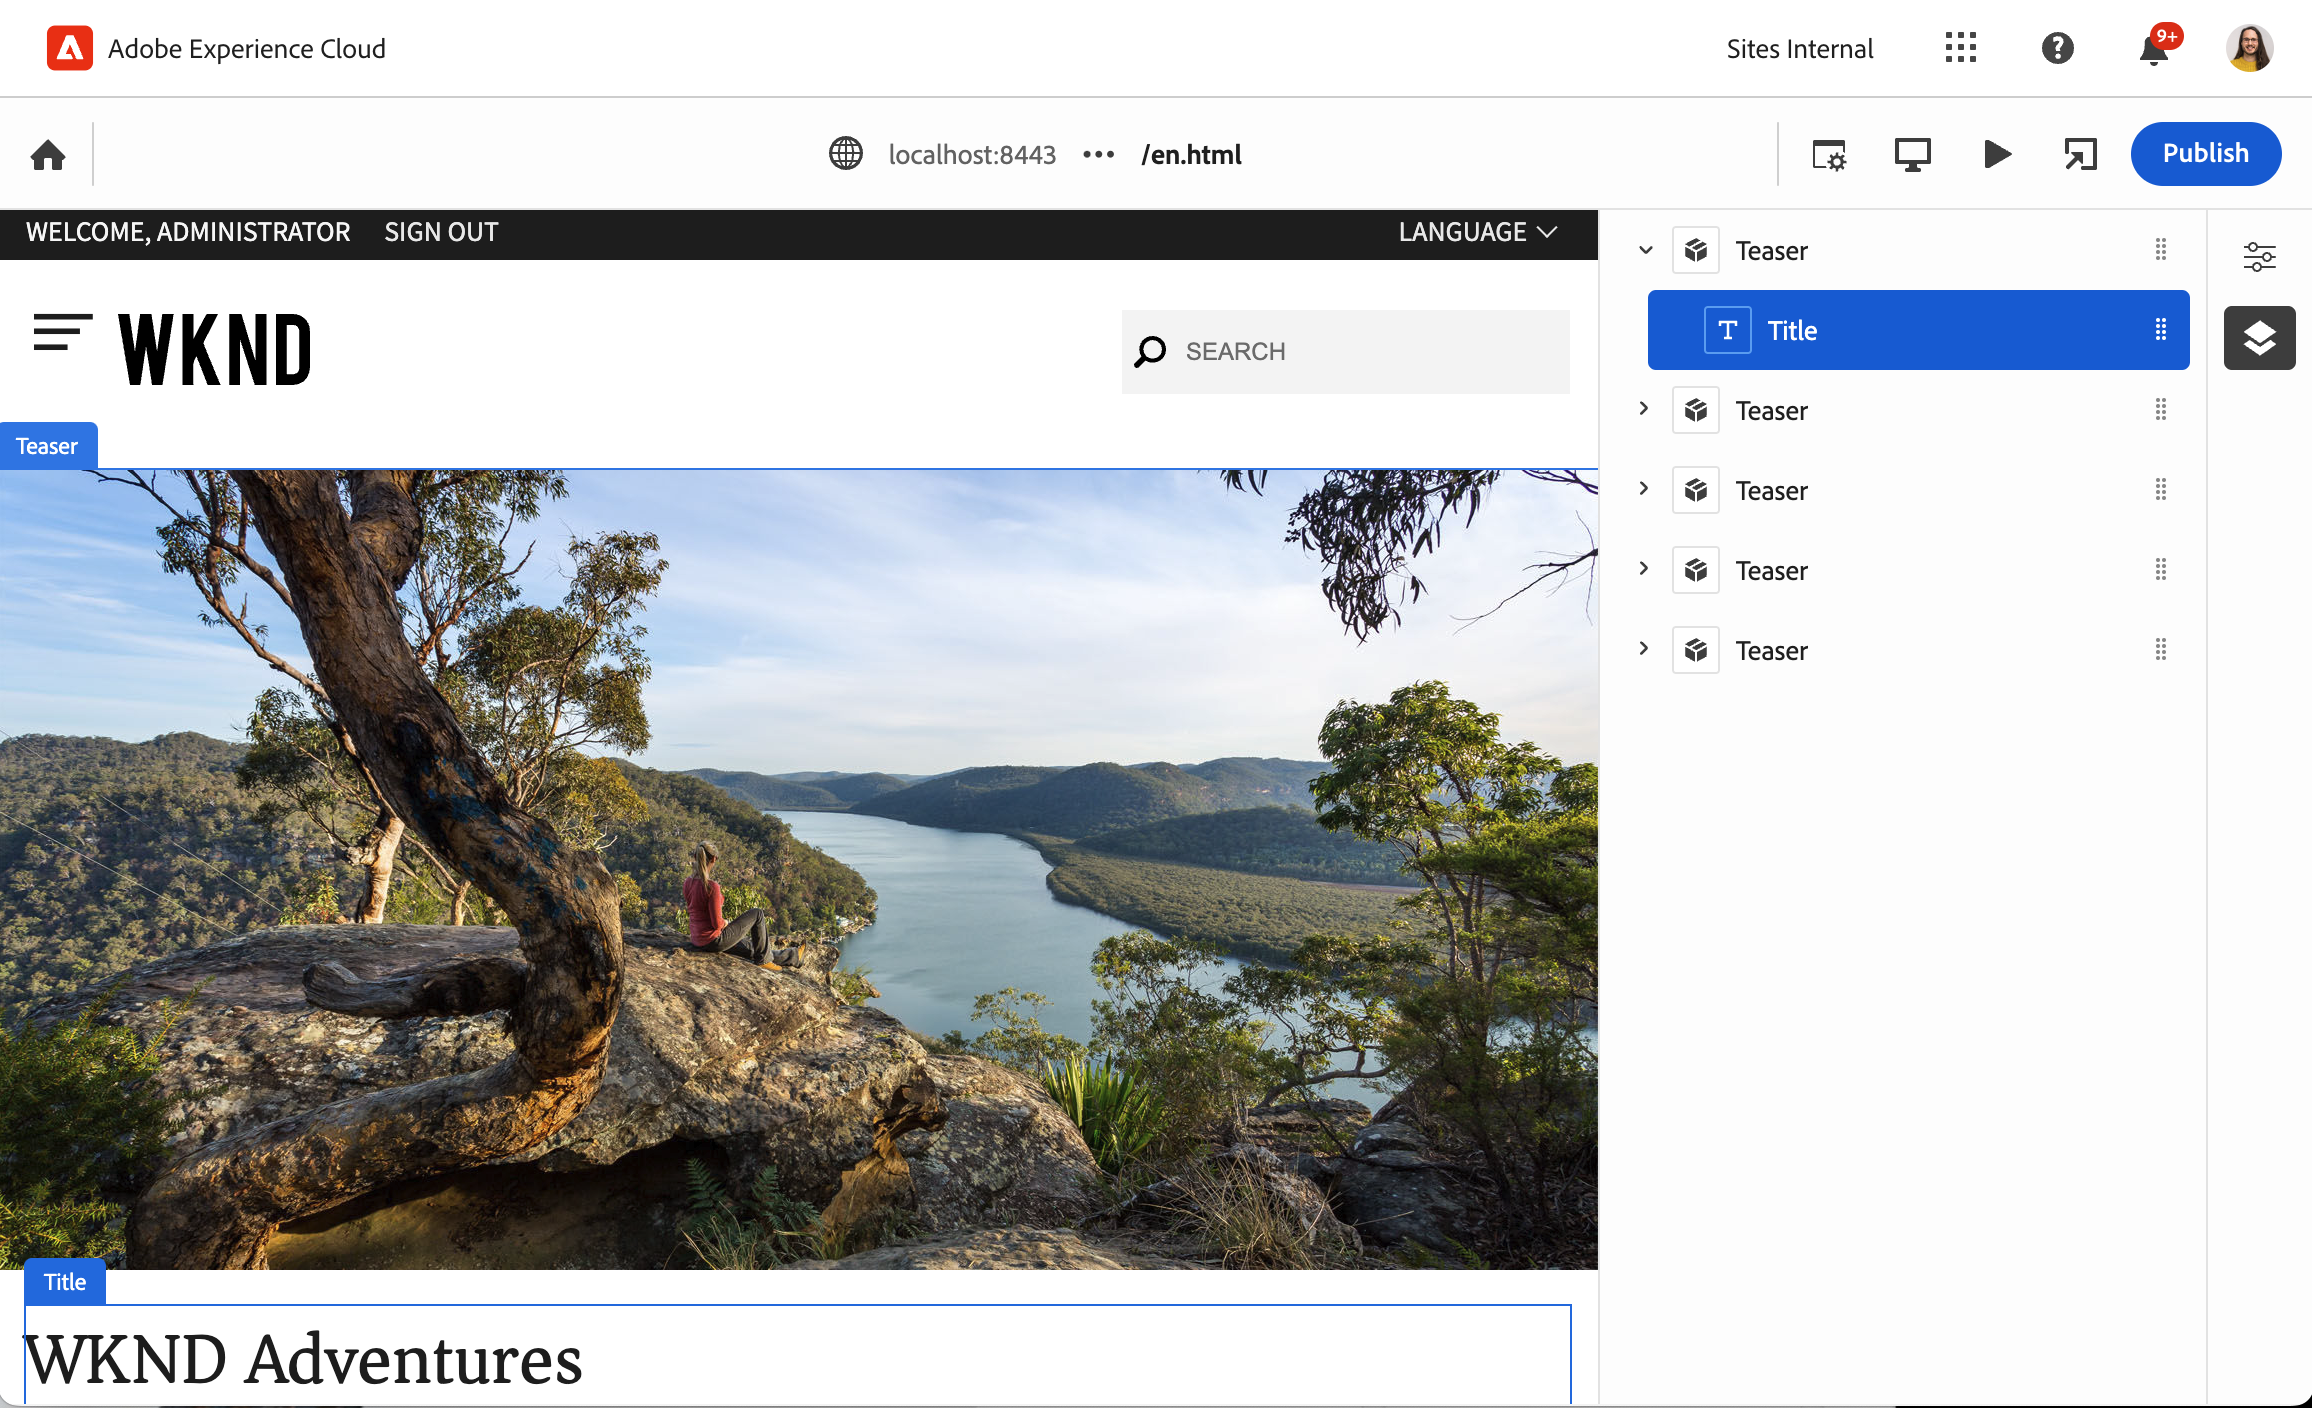 Adobe Experience Cloud
Sites Internal
9+
localhost:8443 ••• /en.html
Publish
WELCOME, ADMINISTRATOR SIGN OUT
LANGUAGE
WKND
SEARCH
Teaser
Title
WKND Adventures
Teaser
T Title
Teaser
Teaser
Teaser
Teaser